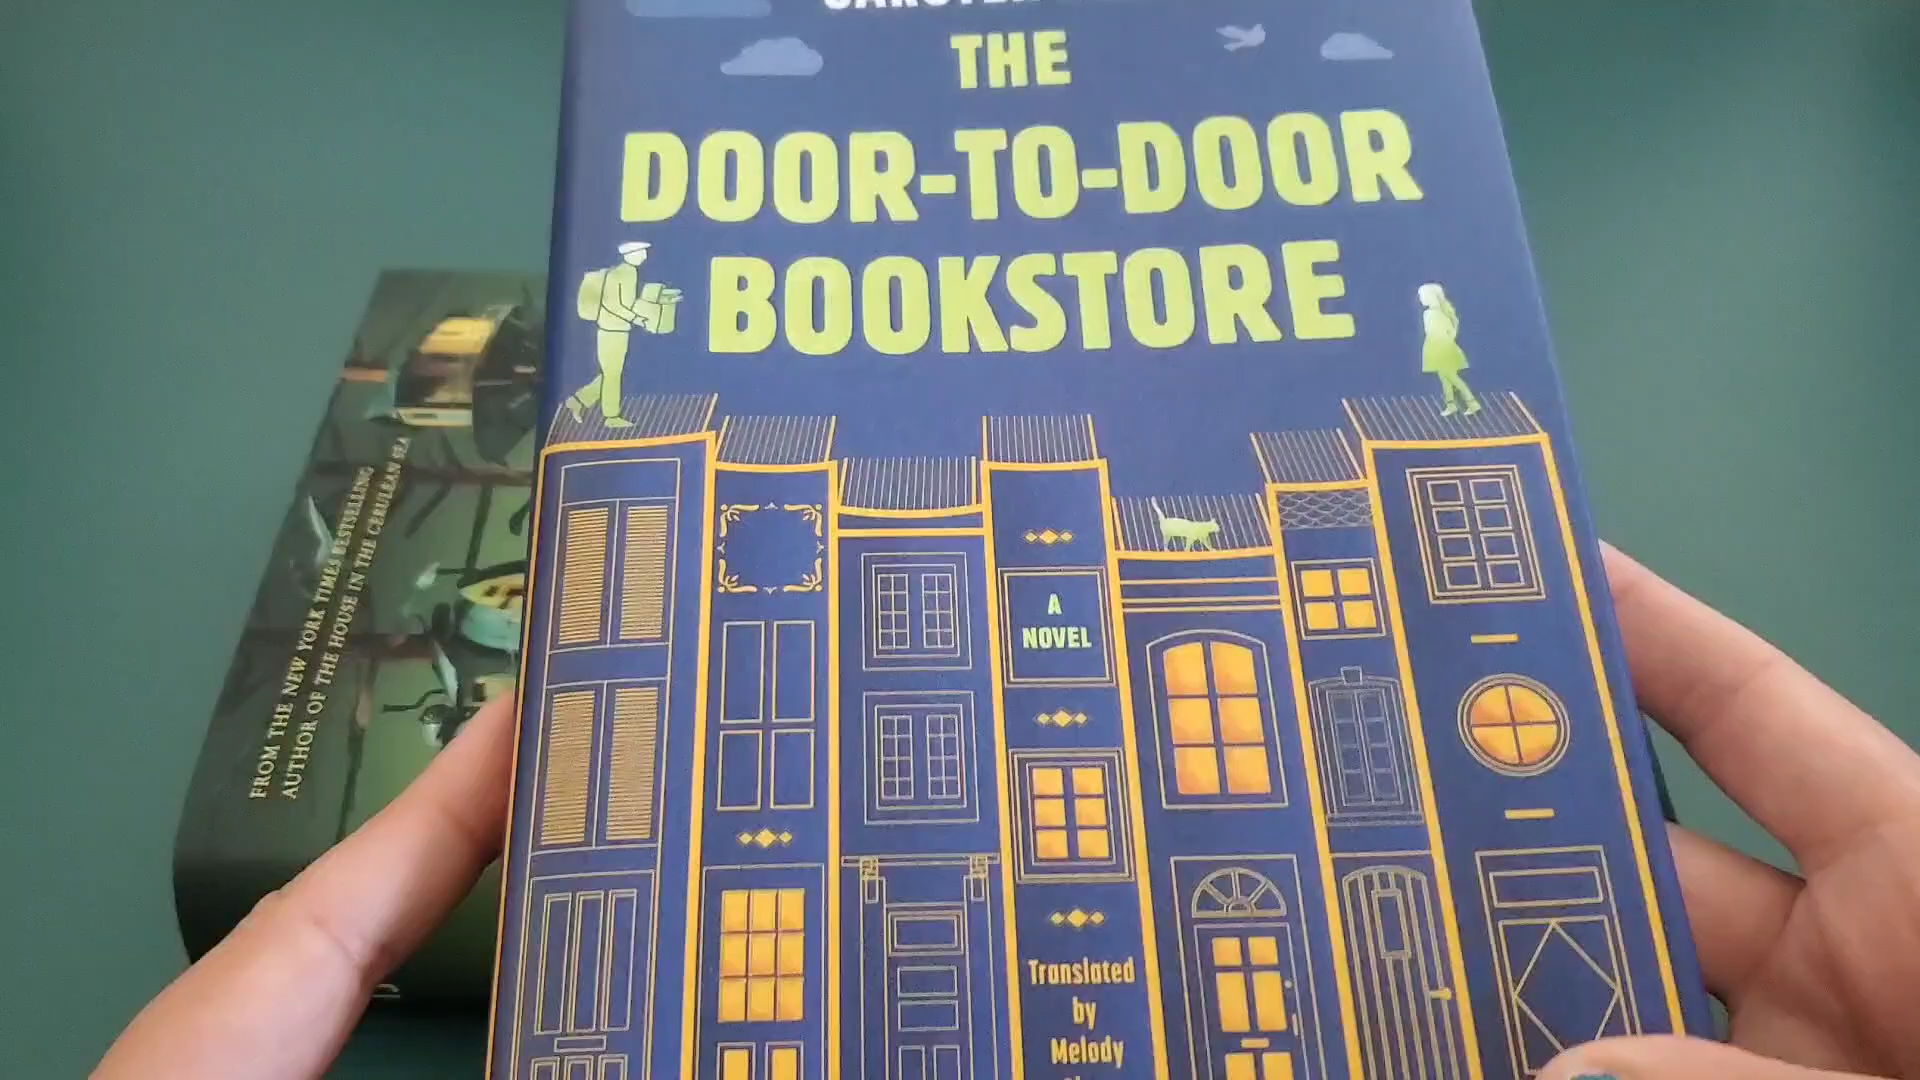 THE
DOOR-TO-DOOR
BOOKSTORE
A
NOVEL
Translated
by
Melody
FROM THE NEW YORK TIMES BESTSELLING
AUTHOR OF THE HOUSE IN THE CERULEAN SEA